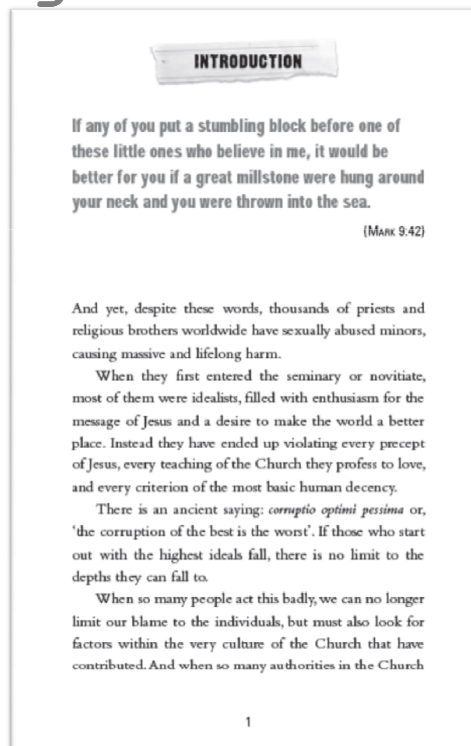 INTRODUCTION
If any of you put a stumbling block before one of
these little ones who believe in me, it would be
better for you if a great millstone were hung around
your neck and you were thrown into the sea.
(Mark 9:42)
And yet, despite these words, thousands of priests and
religious brothers worldwide have sexually abused minors,
causing massive and lifelong harm.
When they first entered the seminary or novitiate,
most of them were idealists, filled with enthusiasm for the
message of Jesus and a desire to make the world a better
place. Instead they have ended up violating every precept
of Jesus, every teaching of the Church they profess to love,
and every criterion of the most basic human decency.
There is an ancient saying: corruptio optimi pessima or,
‘the corruption of the best is the worst’. If those who start
out with the highest ideals fall, there is no limit to the
depths they can fall to.
When so many people act this badly, we can no longer
limit our blame to the individuals, but must also look for
factors within the very culture of the Church that have
contributed. And when so many authorities in the Church
1